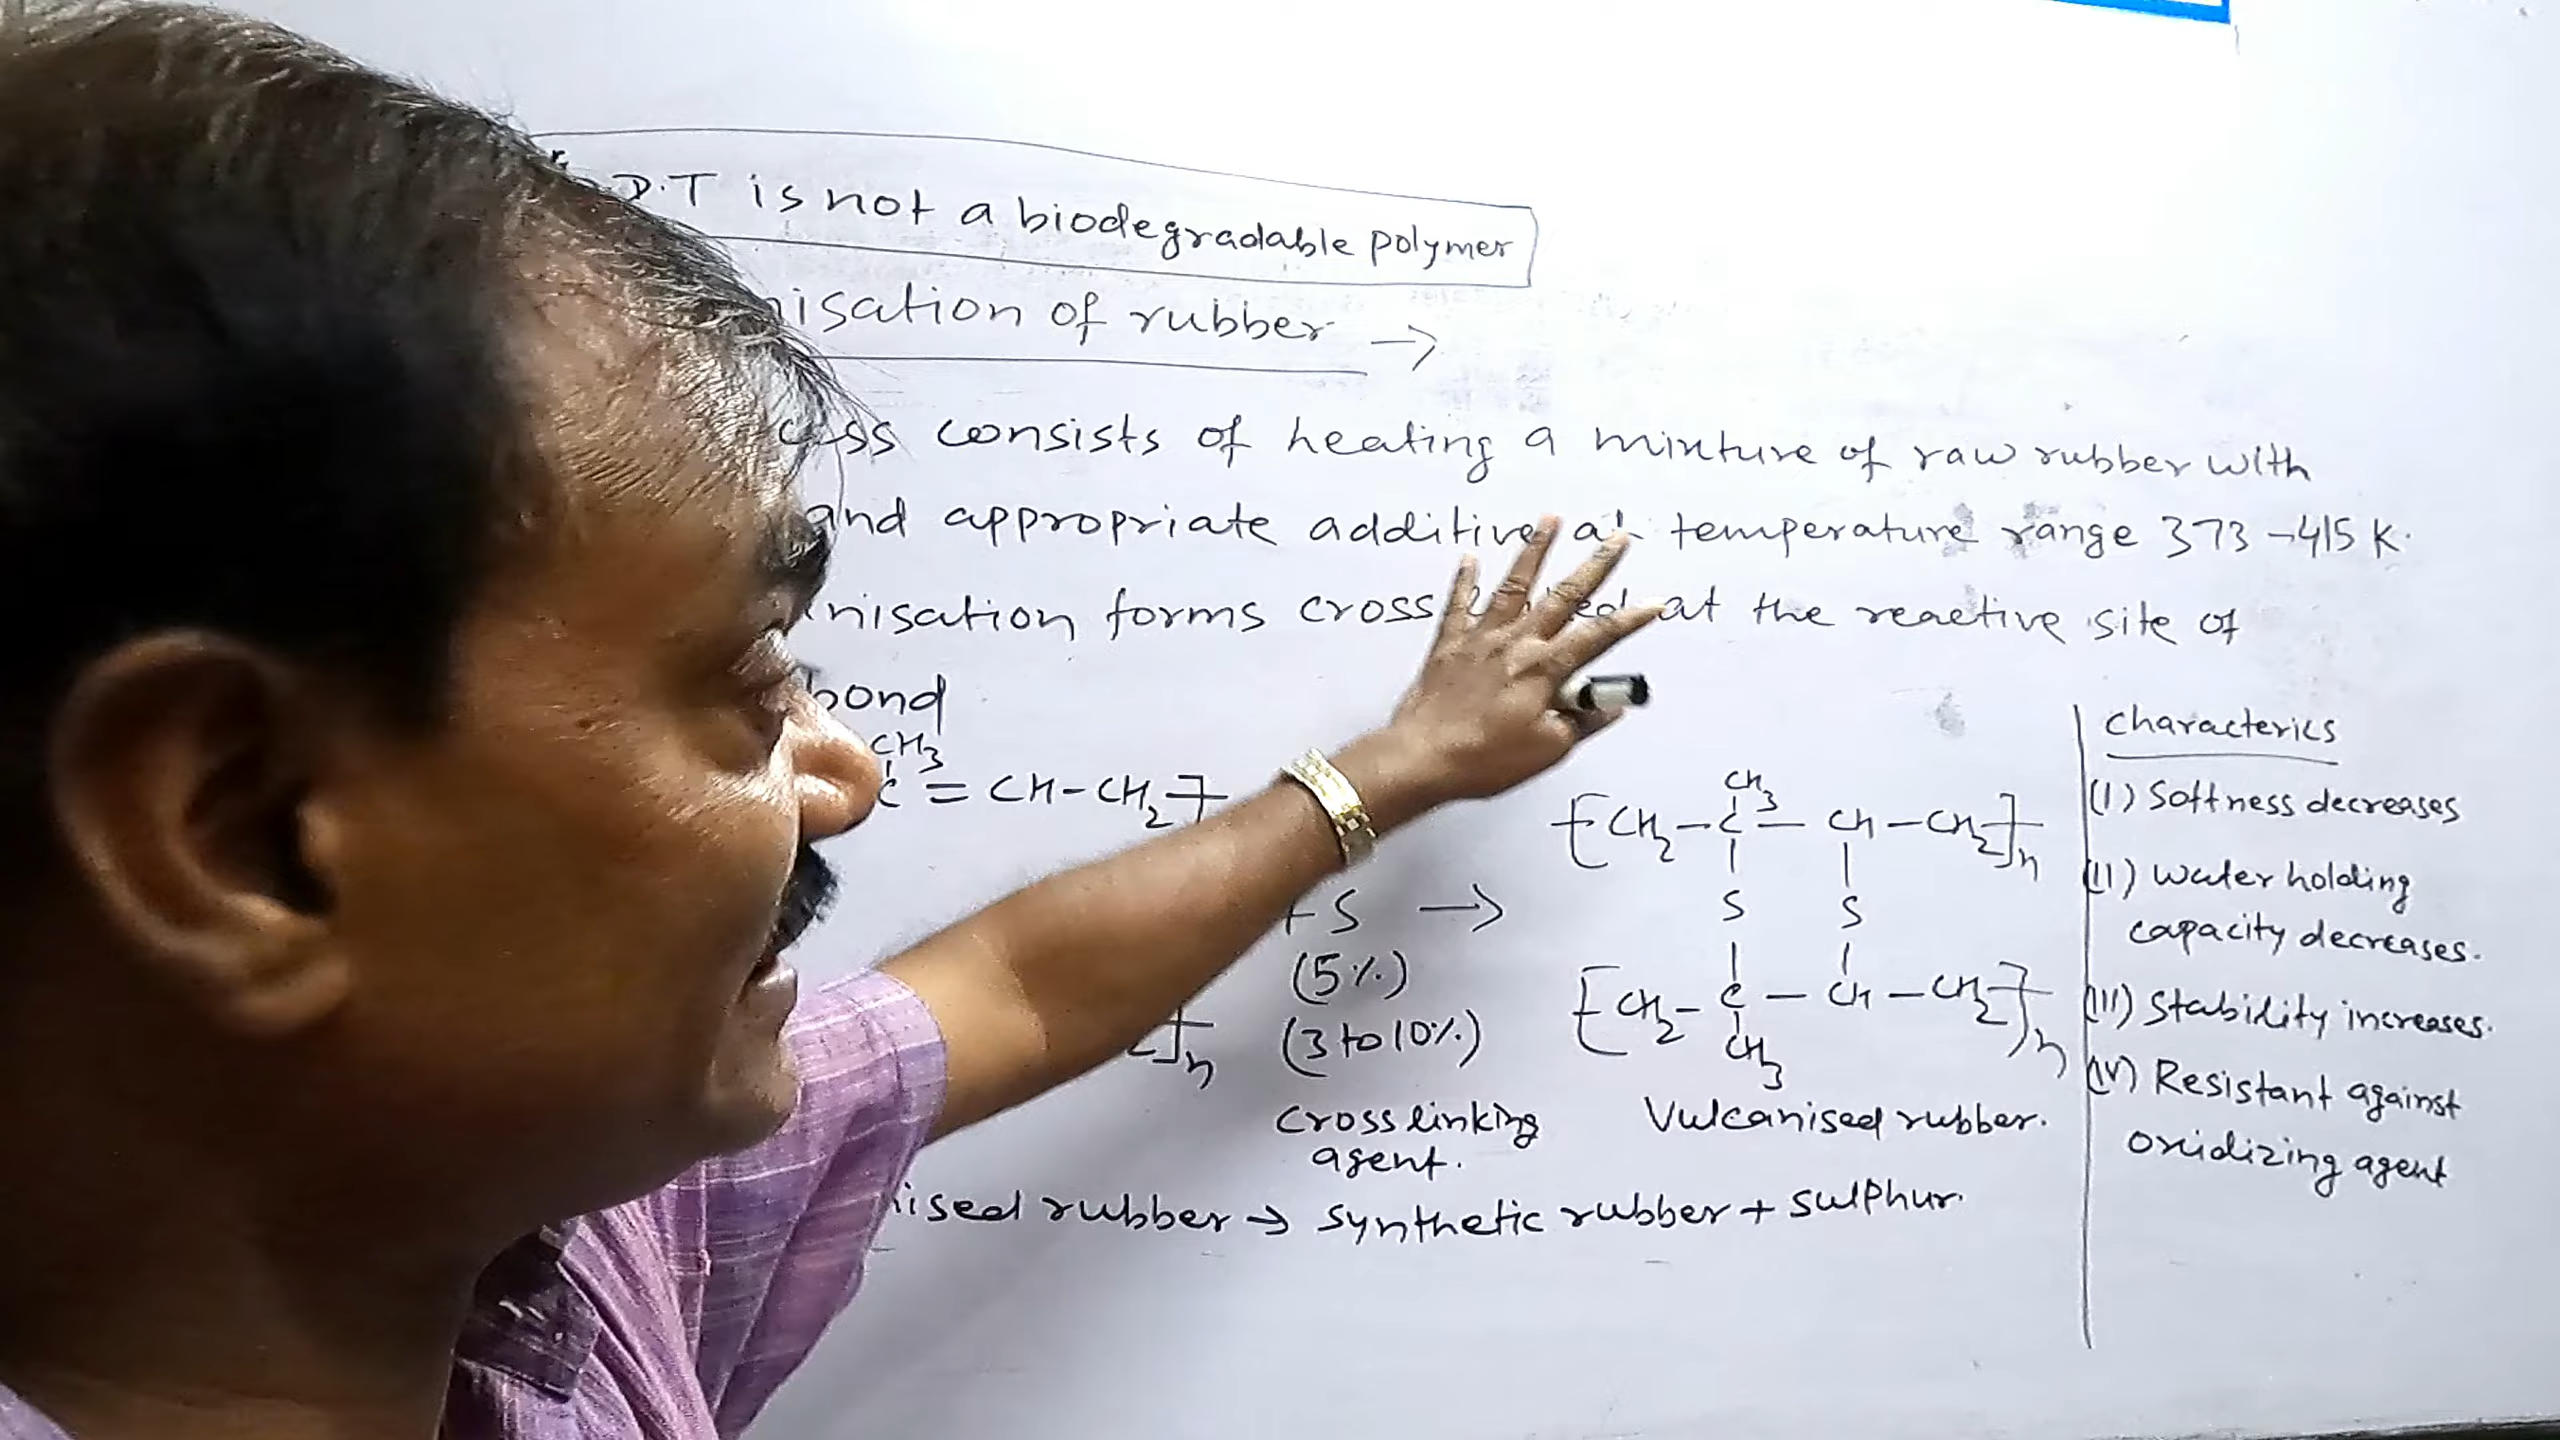 D.T is not a biodegradable polymer
nisation of rubber →
cess consists of heating a mixture of raw rubber with
and appropriate additive at temperature range 373-415 K.
nisation forms cross at the reactive site of
bond
CH3
C = CH-CH2]
CH3
[CH2-C-CH-CH2]n
+ S →
S S
(5%)
[CH2-C-CH-CH2]n
CH3
]n
(3 to 10%)
Cross linking
agent.
Vulcanised rubber.
ised rubber → synthetic rubber + sulphur.
Characterics
(I) Softness decreases
(II) Water holding
capacity decreases.
(III) Stability increases.
(IV) Resistant against
oxidizing agent